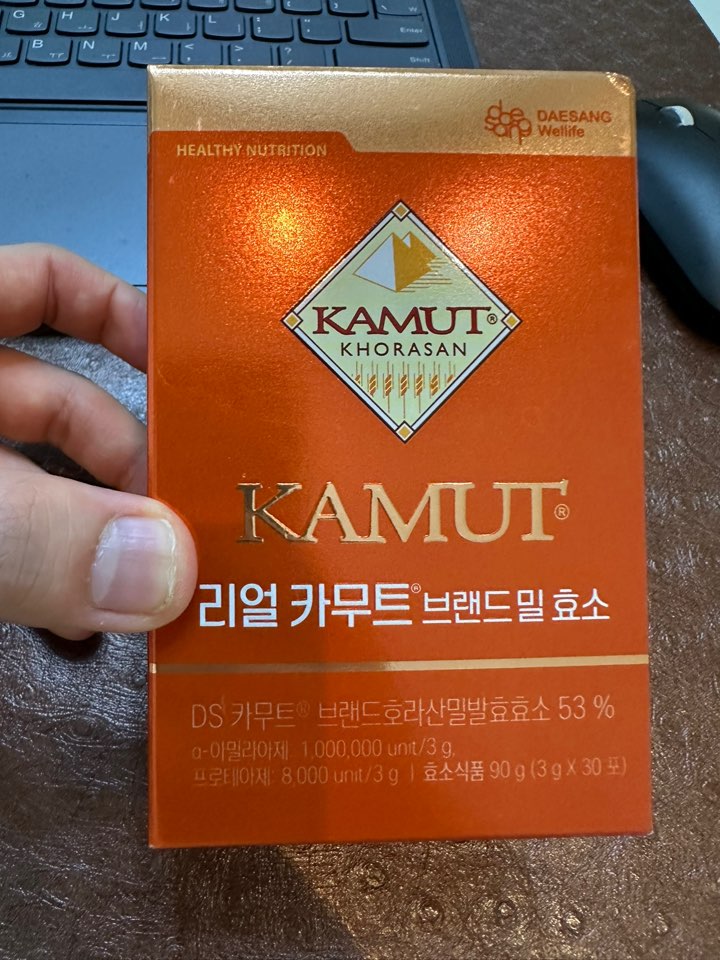 G H J K L
B N M
Enter
Shift
DAESANG
Wellife
HEALTHY NUTRITION
KAMUT®
KHORASAN
KAMUT®
리얼 카무트® 브랜드 밀 효소
DS 카무트® 브랜드호라산밀발효효소 53 %
α-아밀라아제: 1,000,000 unit/3 g,
프로테아제: 8,000 unit/3 g | 효소식품 90 g (3 g X 30 포)